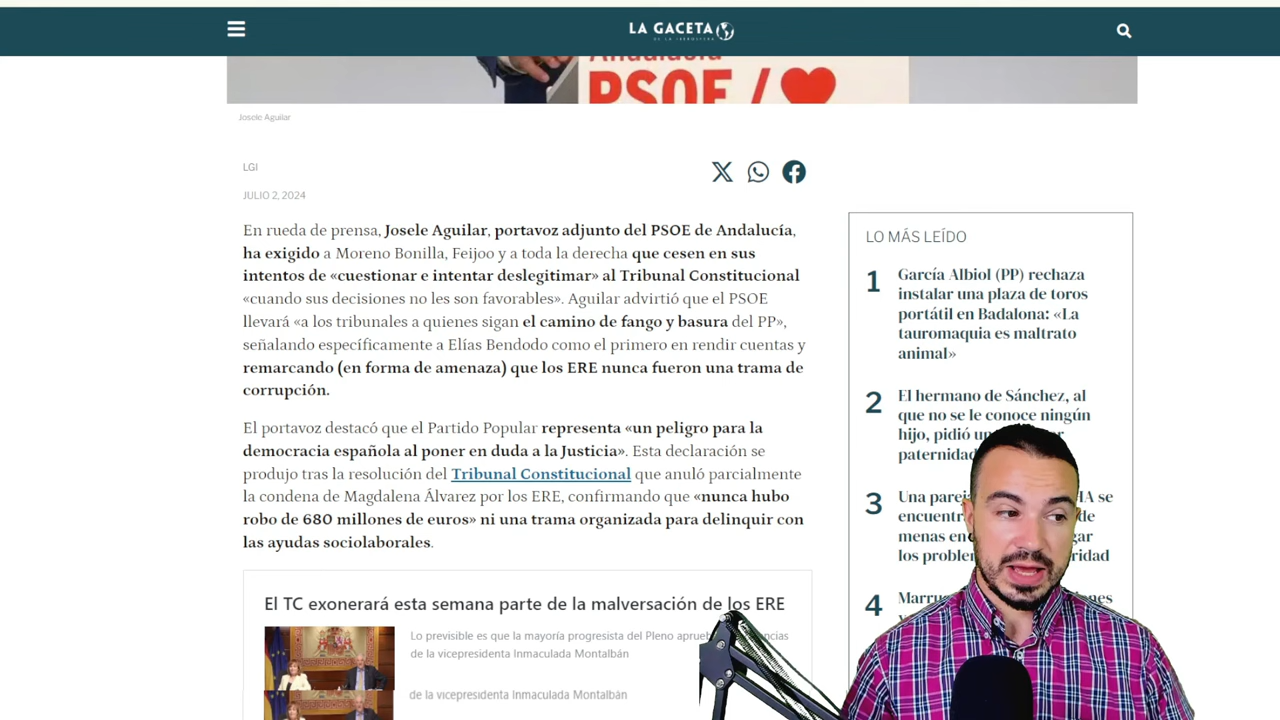 LA GACETA
DE LA IBEROSFERA
Andalucía
PSOE /
Josele Aguilar
LGI
JULIO 2, 2024
En rueda de prensa, Josele Aguilar, portavoz adjunto del PSOE de Andalucía,
ha exigido a Moreno Bonilla, Feijoo y a toda la derecha que cesen en sus
intentos de «cuestionar e intentar deslegitimar» al Tribunal Constitucional
«cuando sus decisiones no les son favorables». Aguilar advirtió que el PSOE
llevará «a los tribunales a quienes sigan el camino de fango y basura del PP»,
señalando específicamente a Elías Bendodo como el primero en rendir cuentas y
remarcando (en forma de amenaza) que los ERE nunca fueron una trama de
corrupción.
El portavoz destacó que el Partido Popular representa «un peligro para la
democracia española al poner en duda a la Justicia». Esta declaración se
produjo tras la resolución del Tribunal Constitucional que anuló parcialmente
la condena de Magdalena Álvarez por los ERE, confirmando que «nunca hubo
robo de 680 millones de euros» ni una trama organizada para delinquir con
las ayudas sociolaborales.
El TC exonerará esta semana parte de la malversación de los ERE
Lo previsible es que la mayoría progresista del Pleno
de la vicepresidenta Inmaculada Montalbán
de la vicepresidenta Inmaculada Montalbán
LO MÁS LEÍDO
1
García Albiol (PP) rechaza
instalar una plaza de toros
portátil en Badalona: «La
tauromaquia es maltrato
animal»
2
El hermano de Sánchez, al
que no se le conoce ningún
hijo, pidió
paternidad
3
Una se
encuentra de
menas en
los
4